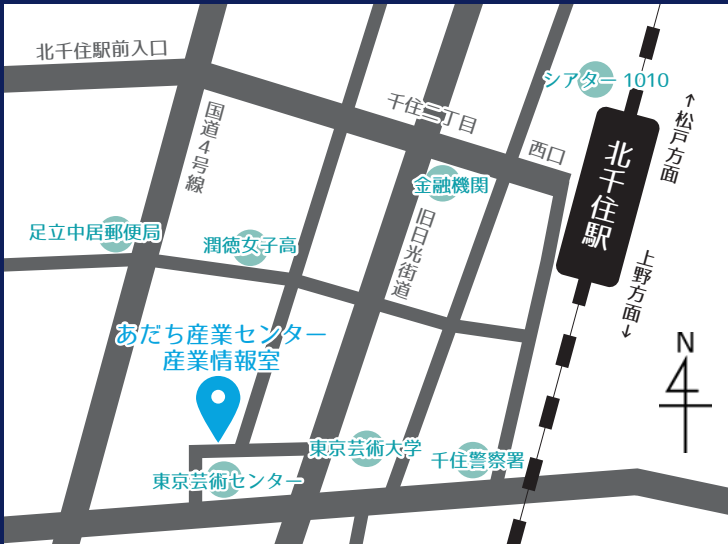 北千住駅前入口
シアター 1010
↑松戸方面
千住二丁目
国道4号線
西口
北千住駅
金融機関
足立中居郵便局
潤徳女子高
旧日光街道
上野方面↓
あだち産業センター
産業情報室
N
東京芸術大学
千住警察署
東京芸術センター